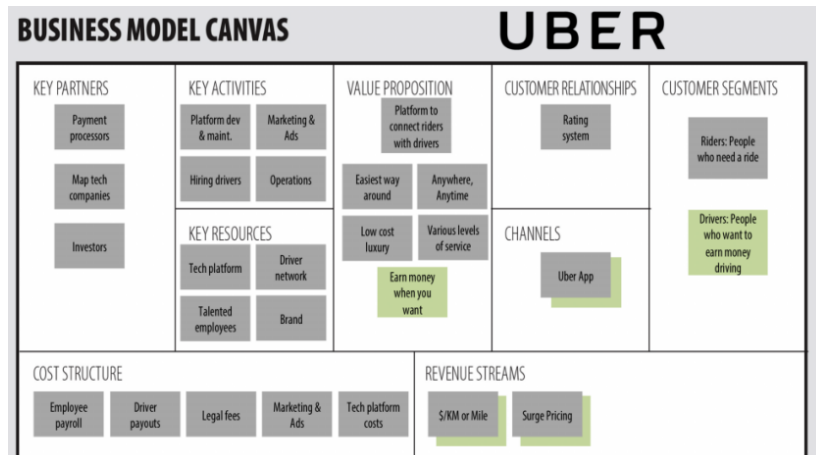 BUSINESS MODEL CANVAS
UBER
KEY PARTNERS
Payment
processors
Map tech
companies
Investors
KEY ACTIVITIES
Platform dev
& maint.
Marketing &
Ads
Hiring drivers
Operations
KEY RESOURCES
Tech platform
Driver
network
Talented
employees
Brand
VALUE PROPOSITION
Platform to
connect riders
with drivers
Easiest way
around
Anywhere,
Anytime
Low cost
luxury
Various levels
of service
Earn money
when you
want
CUSTOMER RELATIONSHIPS
Rating
system
CHANNELS
Uber App
CUSTOMER SEGMENTS
Riders: People
who need a ride
Drivers: People
who want to
earn money
driving
COST STRUCTURE
Employee
payroll
Driver
payouts
Legal fees
Marketing &
Ads
Tech platform
costs
REVENUE STREAMS
$/KM or Mile
Surge Pricing